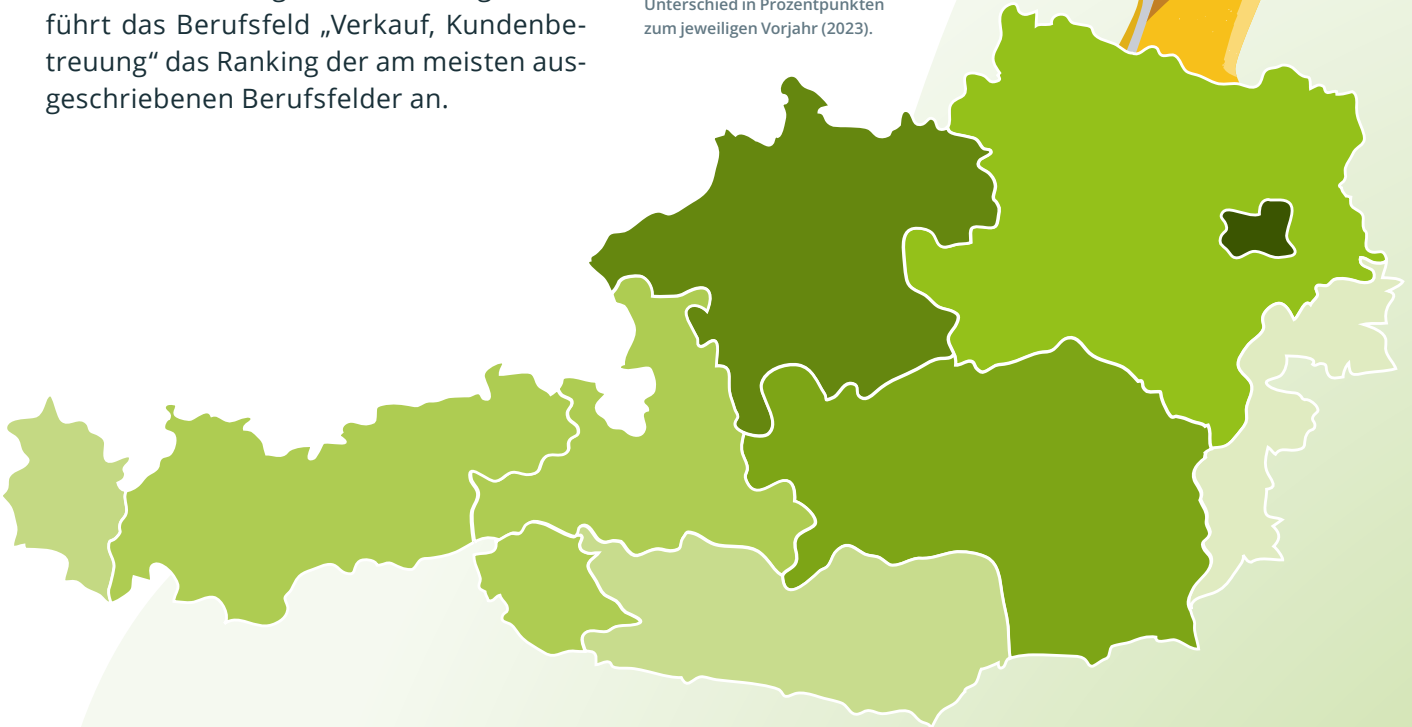 führt das Berufsfeld „Verkauf, Kundenbe-
treuung“ das Ranking der am meisten aus-
geschriebenen Berufsfelder an.
Unterschied in Prozentpunkten
zum jeweiligen Vorjahr (2023).